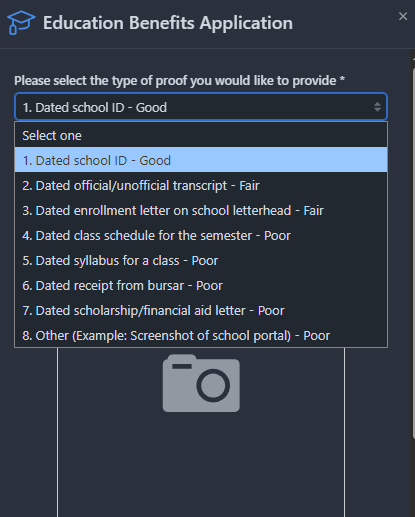 Education Benefits Application
Please select the type of proof you would like to provide *
1. Dated school ID - Good
Select one
1. Dated school ID - Good
2. Dated official/unofficial transcript - Fair
3. Dated enrollment letter on school letterhead - Fair
4. Dated class schedule for the semester - Poor
5. Dated syllabus for a class - Poor
6. Dated receipt from bursar - Poor
7. Dated scholarship/financial aid letter - Poor
8. Other (Example: Screenshot of school portal) - Poor